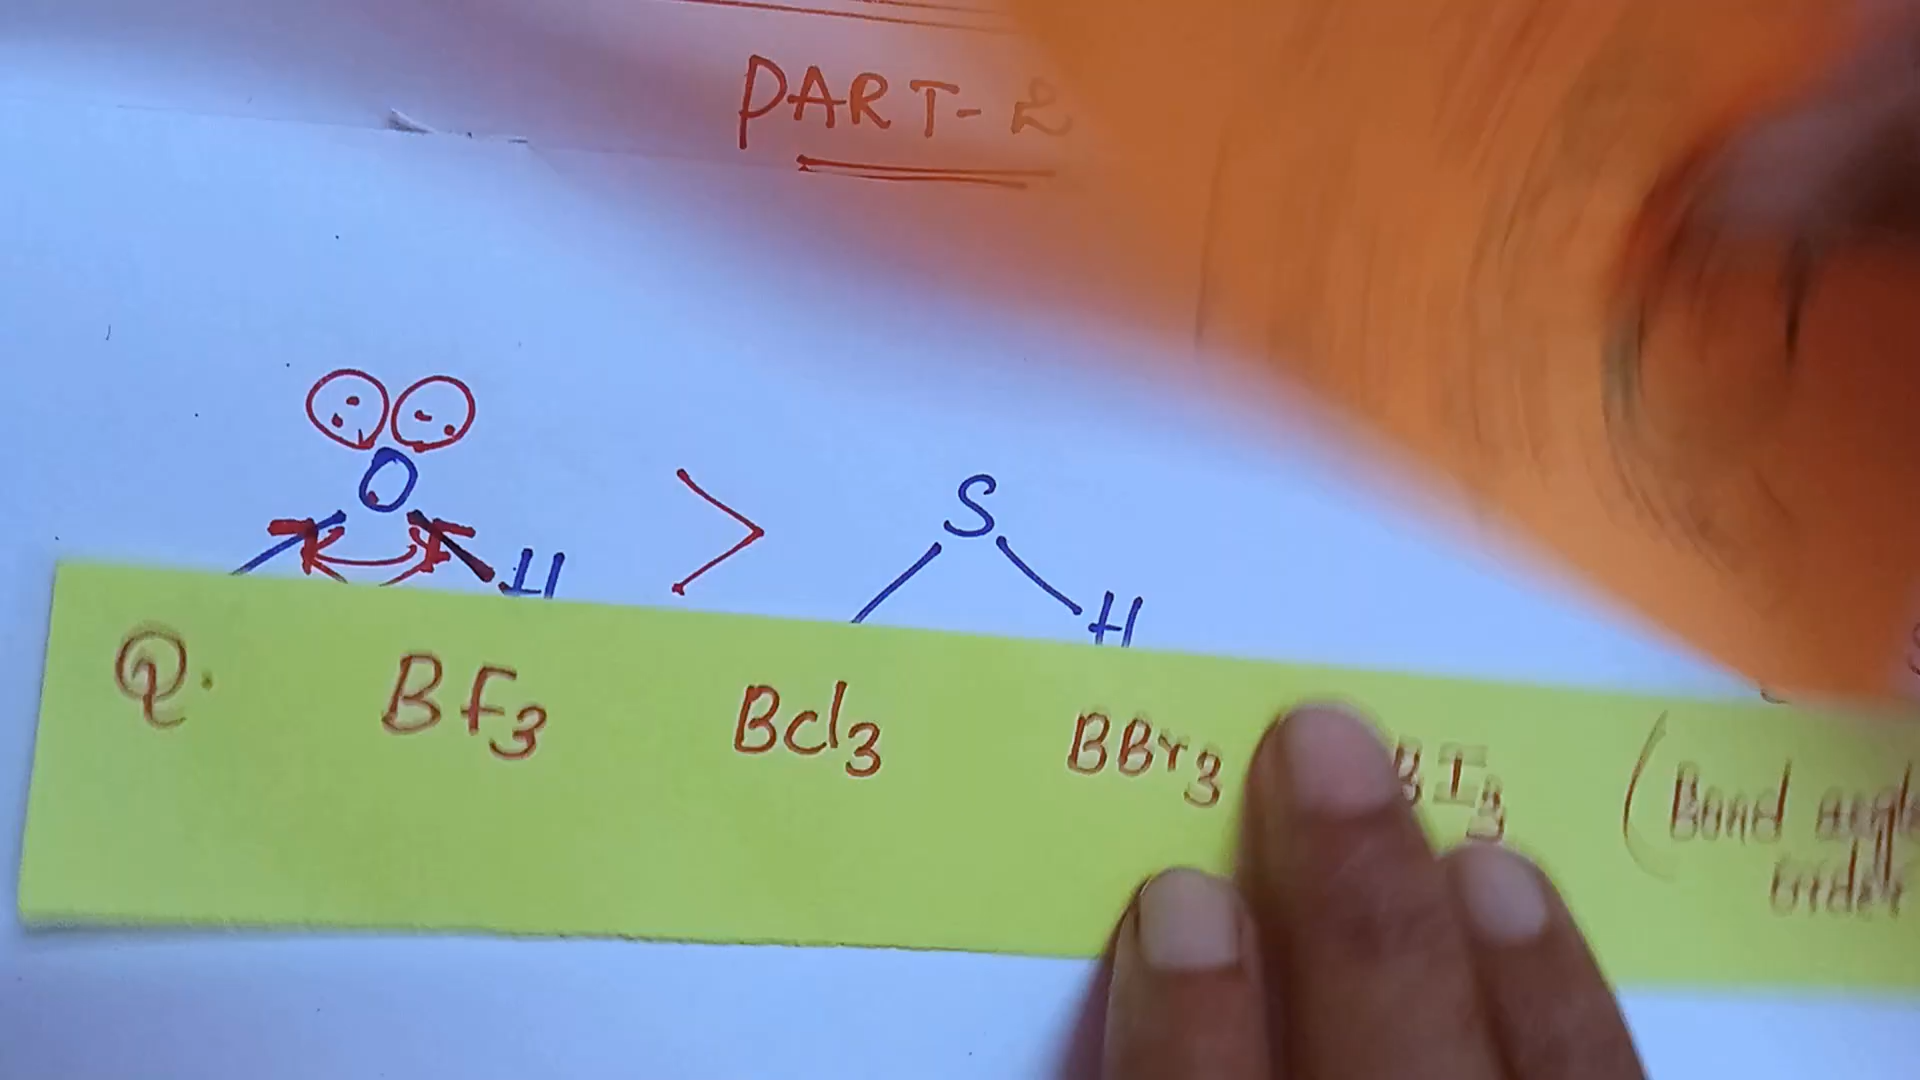 PART-2
O
H > S
H
Q. BF3 BCl3 BBr3 BI3 (Bond angle
order